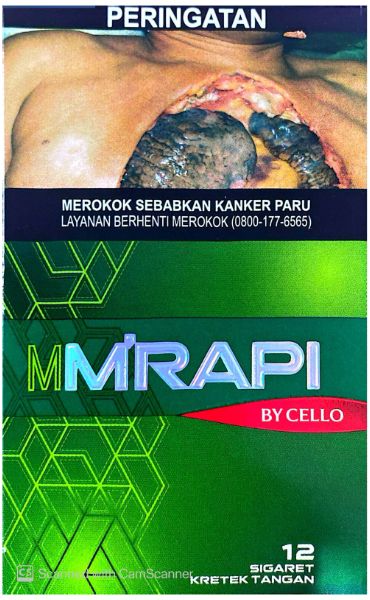 PERINGATAN
MEROKOK SEBABKAN KANKER PARU
LAYANAN BERHENTI MEROKOK (0800-177-6565)
M M'RAPI
BY CELLO
12
SIGARET
KRETEK TANGAN
CS Scanned with CamScanner